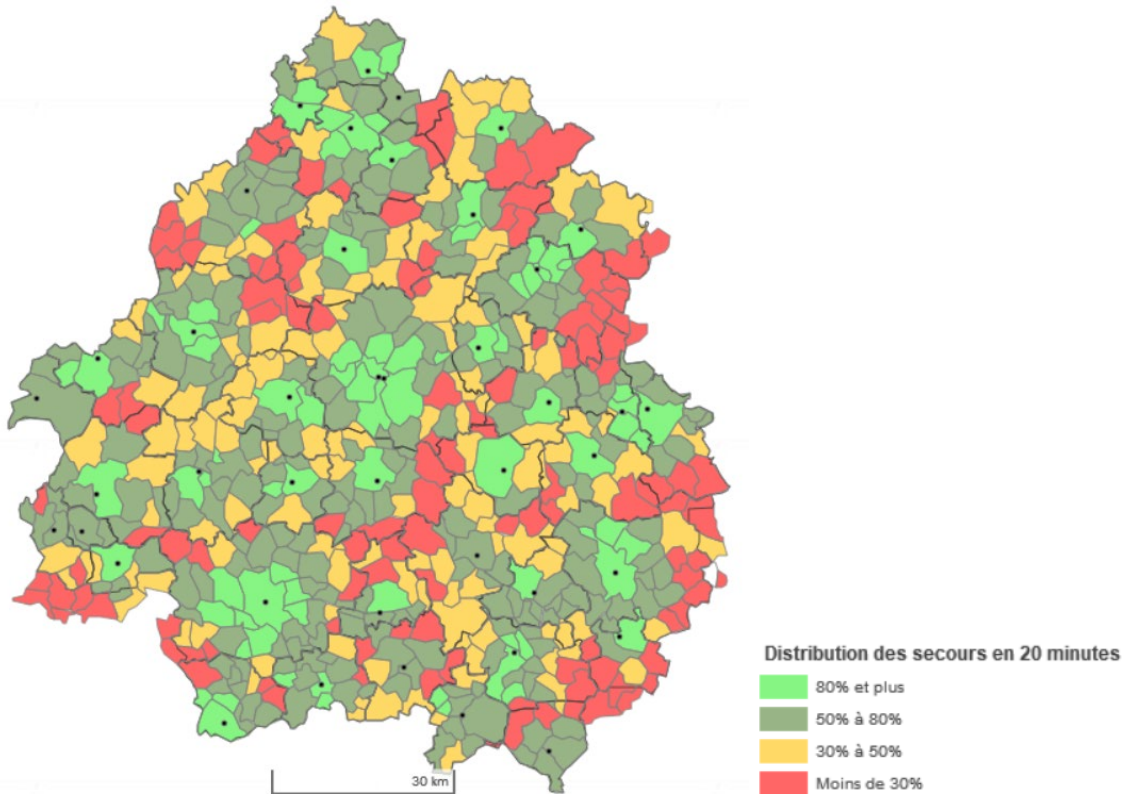 Distribution des secours en 20 minutes
80% et plus
50% à 80%
30% à 50%
Moins de 30%
30 km